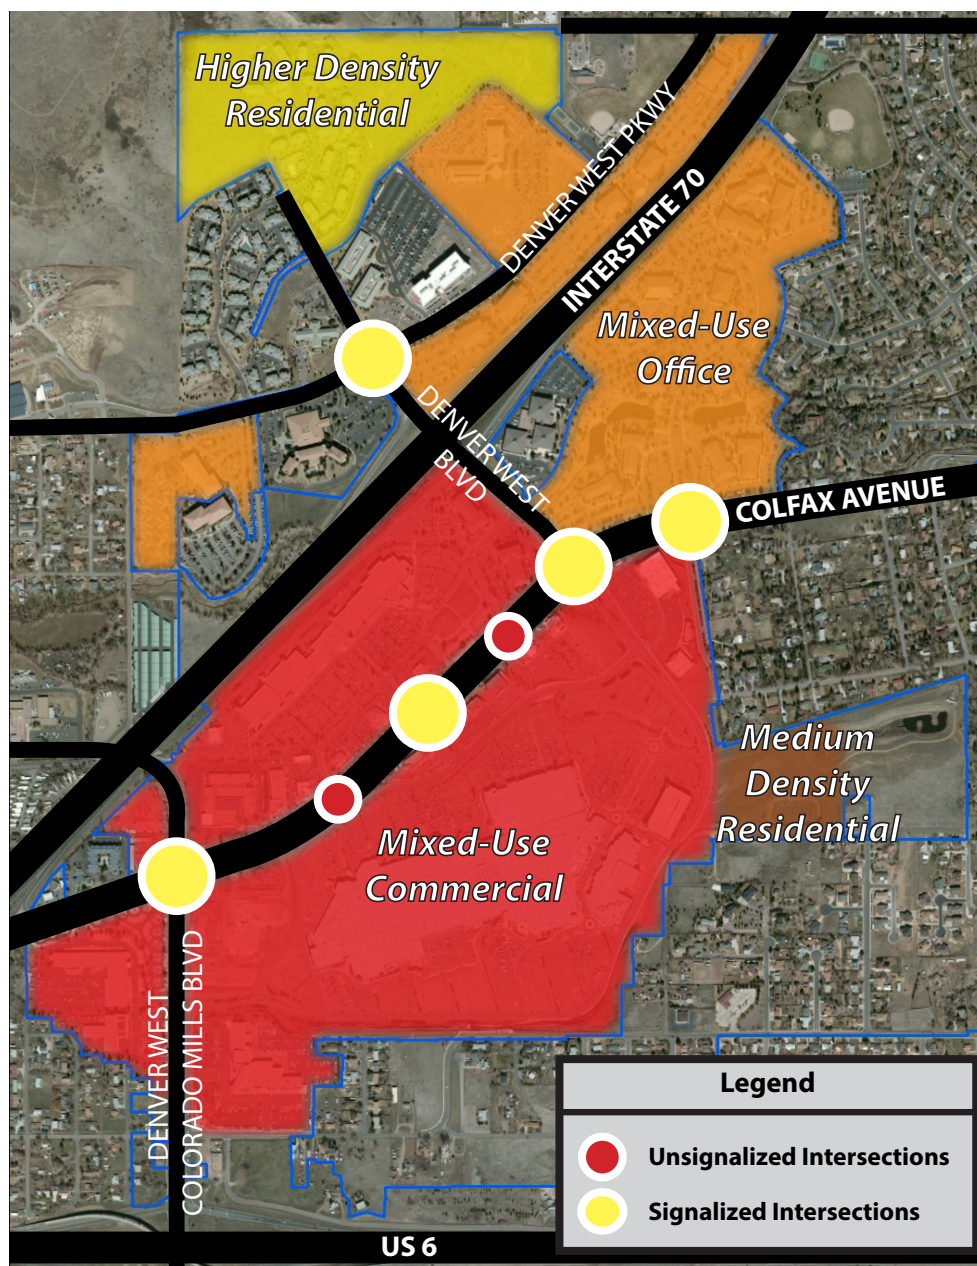 Higher Density
Residential
DENVER WEST PKWY
INTERSTATE 70
Mixed-Use
Office
DENVER WEST
BLVD
COLFAX AVENUE
Medium
Density
Residential
Mixed-Use
Commercial
DENVER WEST
COLORADO MILLS BLVD
Legend
Unsignalized Intersections
Signalized Intersections
US 6